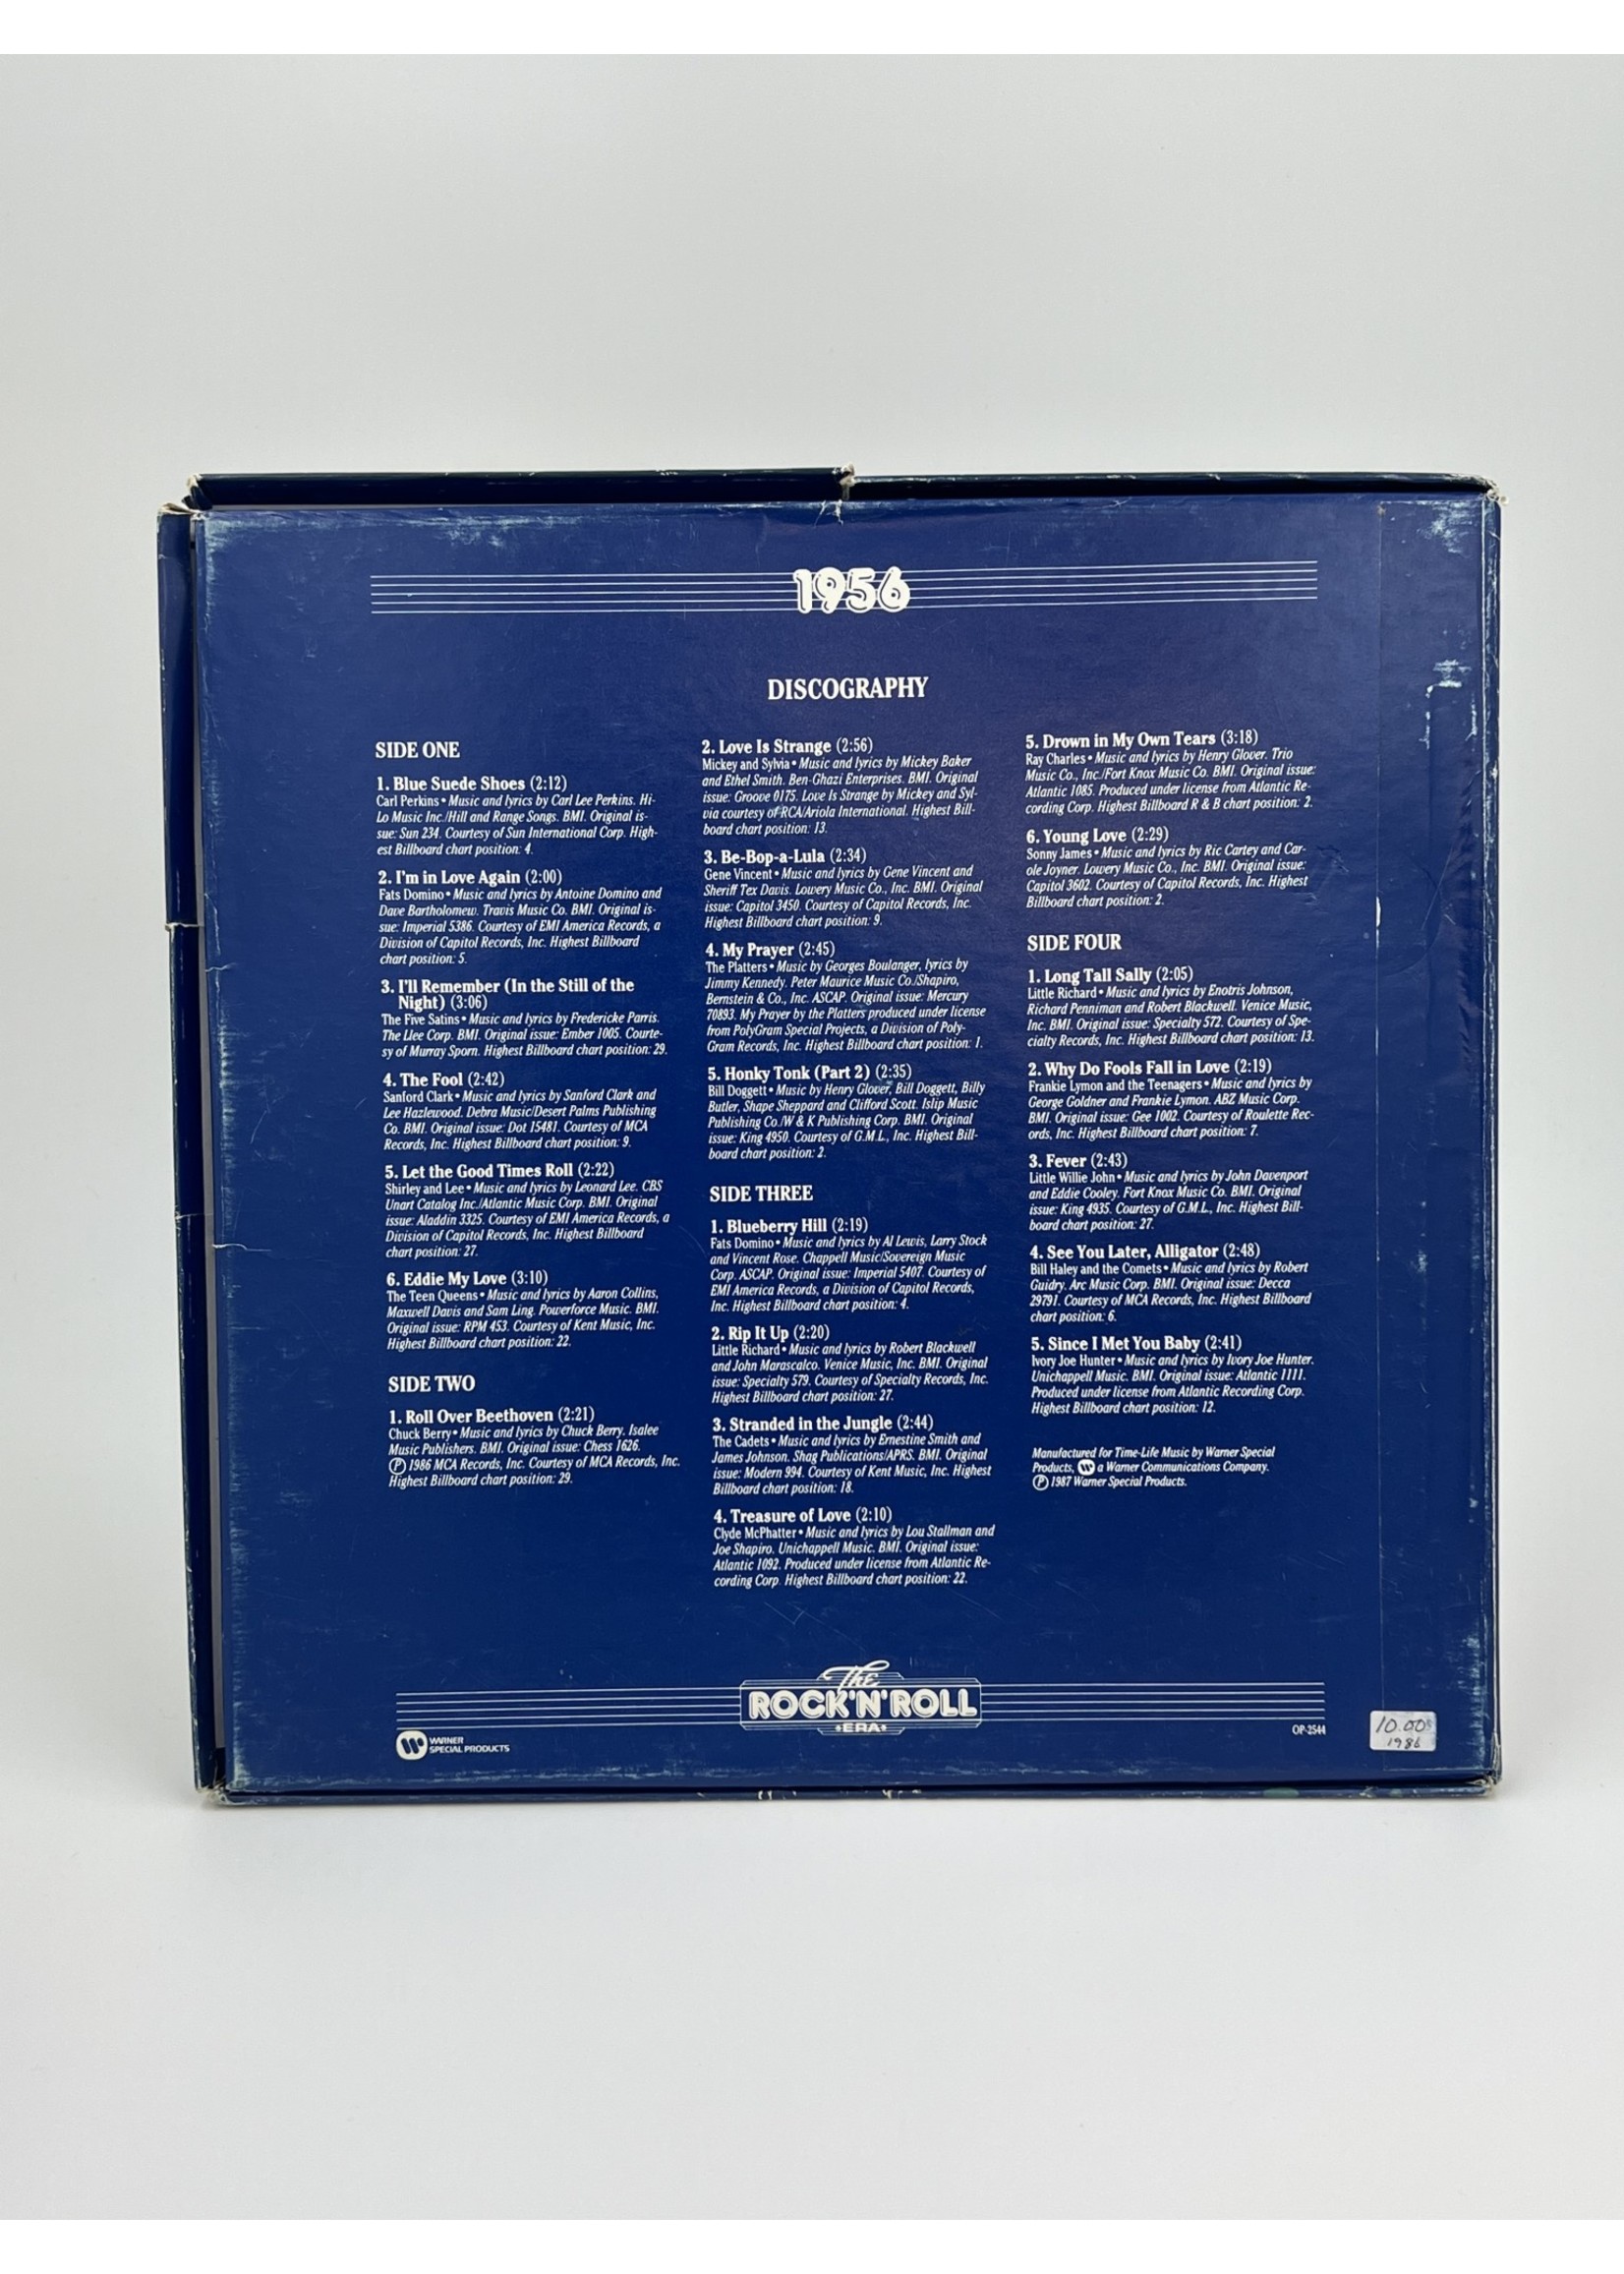 1956
DISCOGRAPHY
SIDE ONE
1. Blue Suede Shoes (2:12)
Carl Perkins • Music and lyrics by Carl Lee Perkins. Hi-
Lo Music Inc./Hill and Range Songs. BMI. Original is-
sue: Sun 234. Courtesy of Sun International Corp. High-
est Billboard chart position: 4.
2. I'm in Love Again (2:00)
Fats Domino • Music and lyrics by Antoine Domino and
Dave Bartholomew. Travis Music Co. BMI. Original is-
sue: Imperial 5386. Courtesy of EMI America Records, a
Division of Capitol Records, Inc. Highest Billboard
chart position: 5.
3. I'll Remember (In the Still of the
Night) (3:06)
The Five Satins • Music and lyrics by Fredericke Parris.
The Llee Corp. BMI. Original issue: Ember 1005. Courte-
sy of Murray Sporn. Highest Billboard chart position: 29.
4. The Fool (2:42)
Sanford Clark • Music and lyrics by Sanford Clark and
Lee Hazlewood. Debra Music/Desert Palms Publishing
Co. BMI. Original issue: Dot 15481. Courtesy of MCA
Records, Inc. Highest Billboard chart position: 9.
5. Let the Good Times Roll (2:22)
Shirley and Lee • Music and lyrics by Leonard Lee. CBS
Unart Catalog Inc./Atlantic Music Corp. BMI. Original
issue: Aladdin 3325. Courtesy of EMI America Records, a
Division of Capitol Records, Inc. Highest Billboard
chart position: 27.
6. Eddie My Love (3:10)
The Teen Queens • Music and lyrics by Aaron Collins,
Maxwell Davis and Sam Ling. Powerforce Music. BMI.
Original issue: RPM 453. Courtesy of Kent Music, Inc.
Highest Billboard chart position: 22.
SIDE TWO
1. Roll Over Beethoven (2:21)
Chuck Berry • Music and lyrics by Chuck Berry. Isalee
Music Publishers. BMI. Original issue: Chess 1626.
Ⓟ 1986 MCA Records, Inc. Courtesy of MCA Records, Inc.
Highest Billboard chart position: 29.
2. Love Is Strange (2:56)
Mickey and Sylvia • Music and lyrics by Mickey Baker
and Ethel Smith. Ben-Ghazi Enterprises. BMI. Original
issue: Groove 0175. Love Is Strange by Mickey and Syl-
via courtesy of RCA/Ariola International. Highest Bill-
board chart position: 13.
3. Be-Bop-a-Lula (2:34)
Gene Vincent • Music and lyrics by Gene Vincent and
Sheriff Tex Davis. Lowery Music Co., Inc. BMI. Original
issue: Capitol 3450. Courtesy of Capitol Records, Inc.
Highest Billboard chart position: 9.
4. My Prayer (2:45)
The Platters • Music by Georges Boulanger, lyrics by
Jimmy Kennedy. Peter Maurice Music Co./Shapiro,
Bernstein & Co., Inc. ASCAP. Original issue: Mercury
70893. My Prayer by the Platters produced under license
from PolyGram Special Projects, a Division of Poly-
Gram Records, Inc. Highest Billboard chart position: 1.
5. Honky Tonk (Part 2) (2:35)
Bill Doggett • Music by Henry Glover, Bill Doggett, Billy
Butler, Shape Sheppard and Clifford Scott. Islip Music
Publishing Co./W & K Publishing Corp. BMI. Original
issue: King 4950. Courtesy of G.M.L., Inc. Highest Bill-
board chart position: 2.
SIDE THREE
1. Blueberry Hill (2:19)
Fats Domino • Music and lyrics by Al Lewis, Larry Stock
and Vincent Rose. Chappell Music/Sovereign Music
Corp. ASCAP. Original issue: Imperial 5407. Courtesy of
EMI America Records, a Division of Capitol Records,
Inc. Highest Billboard chart position: 4.
2. Rip It Up (2:20)
Little Richard • Music and lyrics by Robert Blackwell
and John Marascalco. Venice Music, Inc. BMI. Original
issue: Specialty 579. Courtesy of Specialty Records, Inc.
Highest Billboard chart position: 27.
3. Stranded in the Jungle (2:44)
The Cadets • Music and lyrics by Ernestine Smith and
James Johnson. Shag Publications/APRS. BMI. Original
issue: Modern 994. Courtesy of Kent Music, Inc. Highest
Billboard chart position: 18.
4. Treasure of Love (2:10)
Clyde McPhatter • Music and lyrics by Lou Stallman and
Joe Shapiro. Unichappell Music. BMI. Original issue:
Atlantic 1092. Produced under license from Atlantic Re-
cording Corp. Highest Billboard chart position: 22.
5. Drown in My Own Tears (3:18)
Ray Charles • Music and lyrics by Henry Glover. Trio
Music Co., Inc./Fort Knox Music Co. BMI. Original issue:
Atlantic 1085. Produced under license from Atlantic Re-
cording Corp. Highest Billboard R & B chart position: 2.
6. Young Love (2:29)
Sonny James • Music and lyrics by Ric Cartey and Car-
ole Joyner. Lowery Music Co., Inc. BMI. Original issue:
Capitol 3602. Courtesy of Capitol Records, Inc. Highest
Billboard chart position: 2.
SIDE FOUR
1. Long Tall Sally (2:05)
Little Richard • Music and lyrics by Enotris Johnson,
Richard Penniman and Robert Blackwell. Venice Music,
Inc. BMI. Original issue: Specialty 572. Courtesy of Spe-
cialty Records, Inc. Highest Billboard chart position: 13.
2. Why Do Fools Fall in Love (2:19)
Frankie Lymon and the Teenagers • Music and lyrics by
George Goldner and Frankie Lymon. ABZ Music Corp.
BMI. Original issue: Gee 1002. Courtesy of Roulette Rec-
ords, Inc. Highest Billboard chart position: 7.
3. Fever (2:43)
Little Willie John • Music and lyrics by John Davenport
and Eddie Cooley. Fort Knox Music Co. BMI. Original
issue: King 4935. Courtesy of G.M.L., Inc. Highest Bill-
board chart position: 27.
4. See You Later, Alligator (2:48)
Bill Haley and the Comets • Music and lyrics by Robert
Guidry. Arc Music Corp. BMI. Original issue: Decca
29791. Courtesy of MCA Records, Inc. Highest Billboard
chart position: 6.
5. Since I Met You Baby (2:41)
Ivory Joe Hunter • Music and lyrics by Ivory Joe Hunter.
Unichappell Music. BMI. Original issue: Atlantic 1111.
Produced under license from Atlantic Recording Corp.
Highest Billboard chart position: 12.
Manufactured for Time-Life Music by Warner Special
Products, a Warner Communications Company.
Ⓟ 1987 Warner Special Products.
The
ROCK'N'ROLL
•ERA•
WARNER
SPECIAL PRODUCTS
OP-2544
10.00
1986